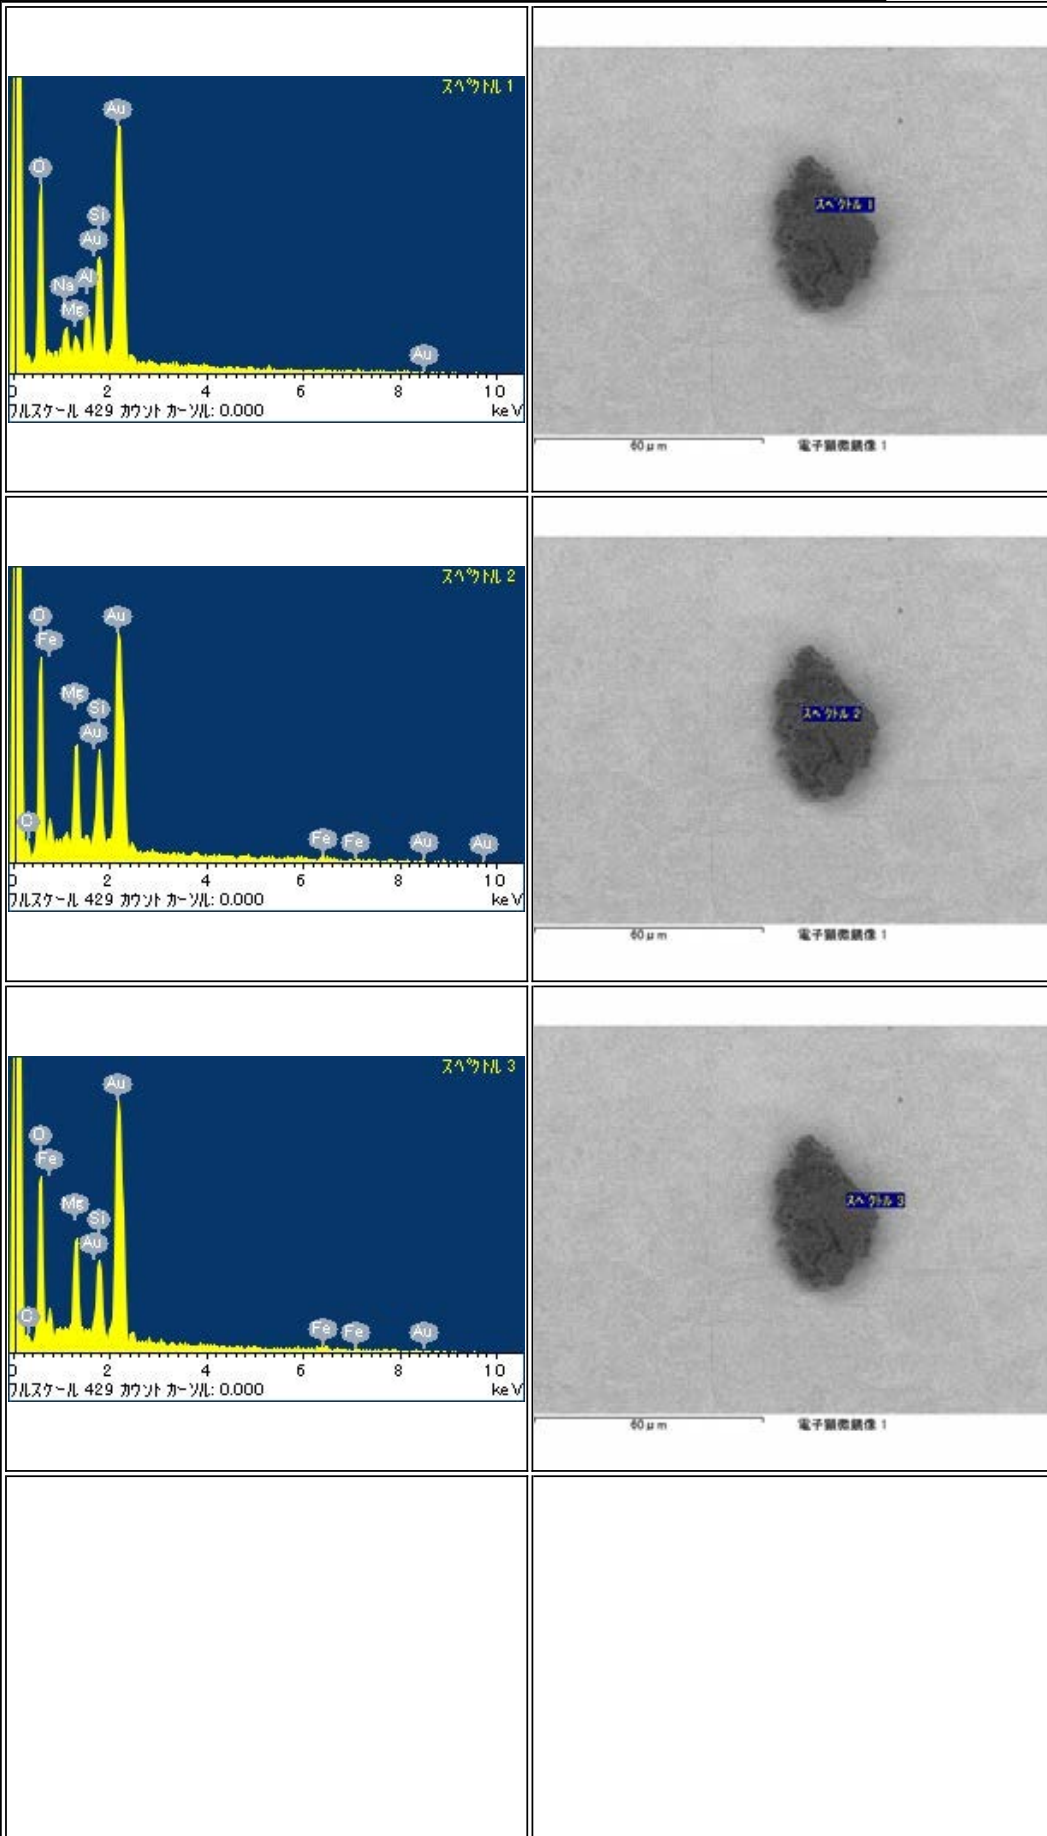 スペクトル 1
Au
O
Si
Au
Al
Na
Mg
Au
0 2 4 6 8 10
フルスケール 429 カウント カーソル: 0.000 keV
スペクトル 1
60μm 電子顕微鏡像 1
スペクトル 2
O
Au
Fe
Mg
Si
Au
C
Fe Fe Au Au
0 2 4 6 8 10
フルスケール 429 カウント カーソル: 0.000 keV
スペクトル 2
60μm 電子顕微鏡像 1
スペクトル 3
Au
O
Fe
Mg
Si
Au
C
Fe Fe Au
0 2 4 6 8 10
フルスケール 429 カウント カーソル: 0.000 keV
スペクトル 3
60μm 電子顕微鏡像 1